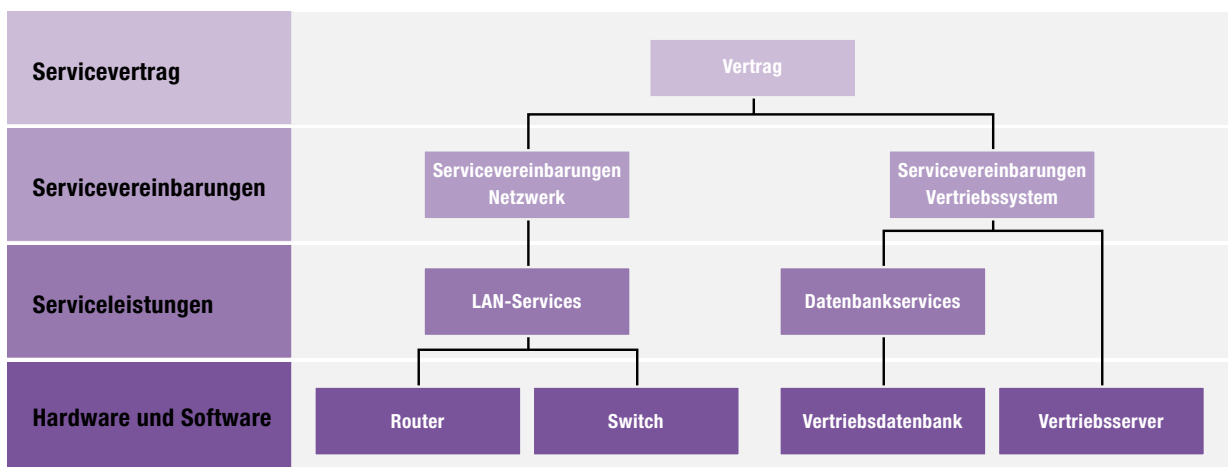 Servicevertrag
Vertrag
Servicevereinbarungen
Servicevereinbarungen
Netzwerk
Servicevereinbarungen
Vertriebssystem
Serviceleistungen
LAN-Services
Datenbankservices
Hardware und Software
Router
Switch
Vertriebsdatenbank
Vertriebsserver